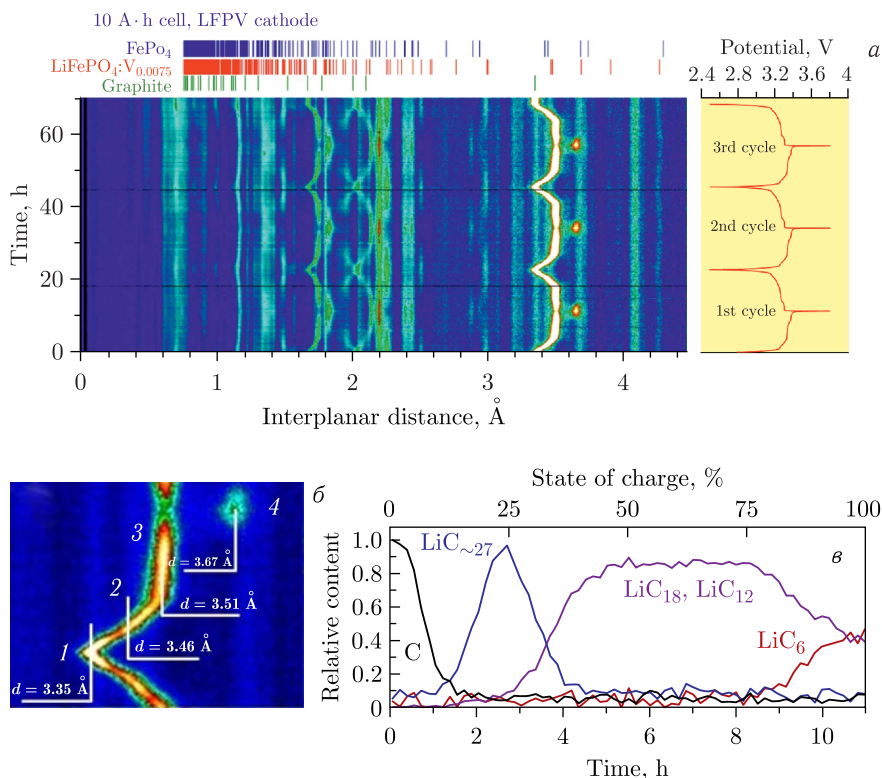 10 A·h cell, LFPV cathode
FePo₄
LiFePO₄:V₀.₀₀₇₅
Graphite
Potential, V
a
2.4 2.8 3.2 3.6 4
60
40
20
0
Time, h
3rd cycle
2nd cycle
1st cycle
0 1 2 3 4
Interplanar distance, Å
б
1
2
3
4
d = 3.67 Å
d = 3.51 Å
d = 3.46 Å
d = 3.35 Å
State of charge, %
0 25 50 75 100
в
Relative content
1.0
0.8
0.6
0.4
0.2
0
C
LiC∼₂₇
LiC₁₈, LiC₁₂
LiC₆
0 2 4 6 8 10
Time, h